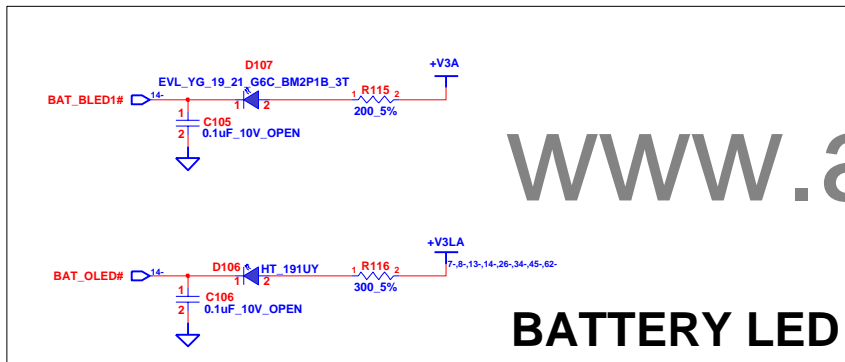 D107
+V3A
EVL_YG_19_21_G6C_BM2P1B_3T
BAT_BLED1#
14-
1
2
1
R115
2
200_5%
1
C105
2
0.1uF_10V_OPEN
www.a
+V3LA
7-,8-,13-,14-,26-,34-,45-,62-
BAT_OLED#
14-
D106
1
2
HT_191UY
1
R116
2
300_5%
1
C106
2
0.1uF_10V_OPEN
BATTERY LED